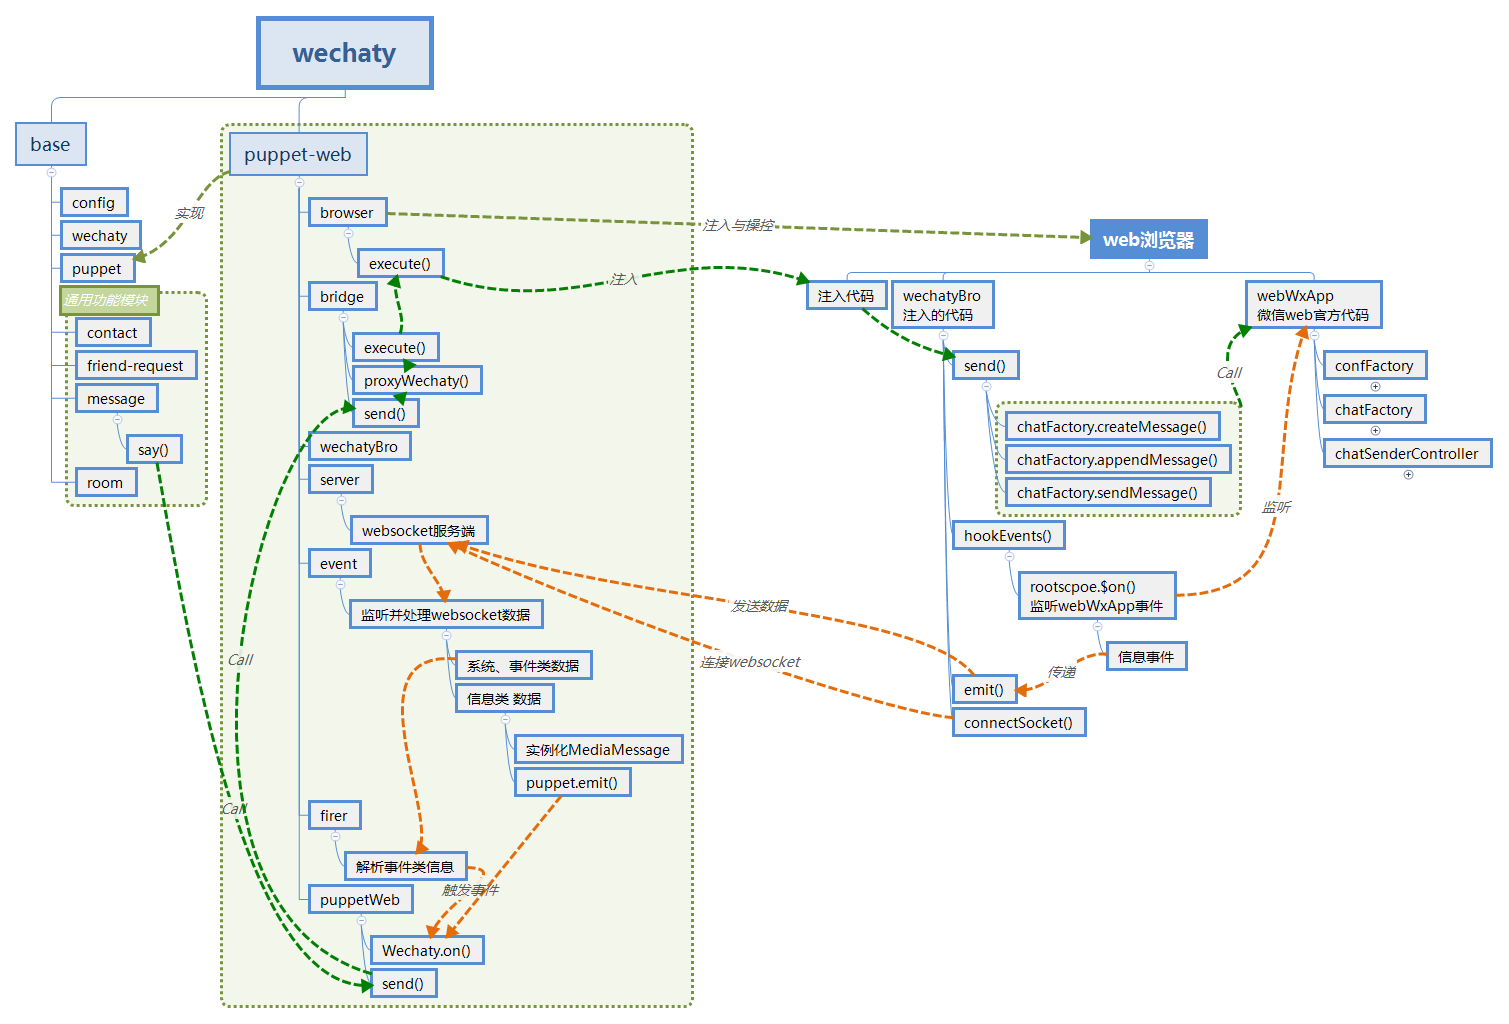 wechaty
base
config
wechaty
puppet
通用功能模块
contact
friend-request
message
say()
room
实现
puppet-web
browser
execute()
bridge
execute()
proxyWechaty()
send()
wechatyBro
server
websocket服务端
event
监听并处理websocket数据
系统、事件类数据
信息类 数据
实例化MediaMessage
puppet.emit()
firer
解析事件类信息
触发事件
puppetWeb
Wechaty.on()
send()
Call
Call
注入与操控
注入
发送数据
连接websocket
web浏览器
注入代码
wechatyBro
注入的代码
send()
chatFactory.createMessage()
chatFactory.appendMessage()
chatFactory.sendMessage()
hookEvents()
rootscpoe.$on()
监听webWxApp事件
信息事件
传递
emit()
connectSocket()
webWxApp
微信web官方代码
Call
监听
confFactory
chatFactory
chatSenderController